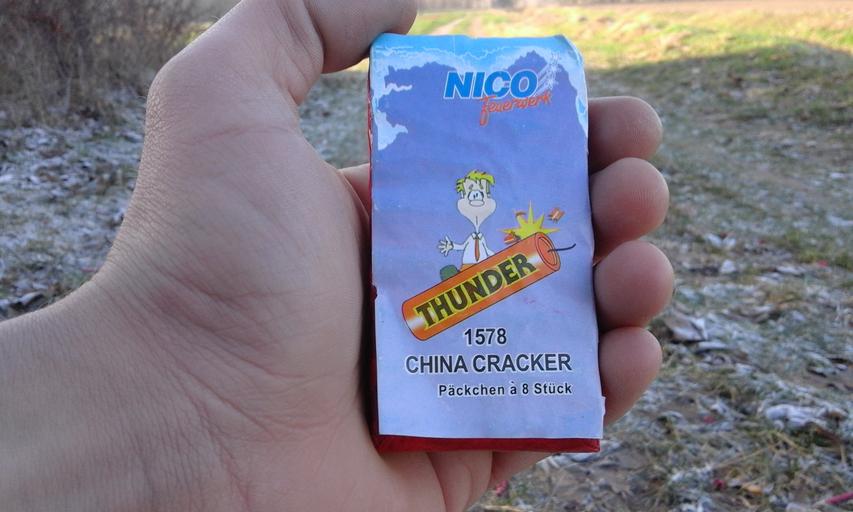 NICO
Feuerwerk
THUNDER
1578
CHINA CRACKER
Päckchen à 8 Stück